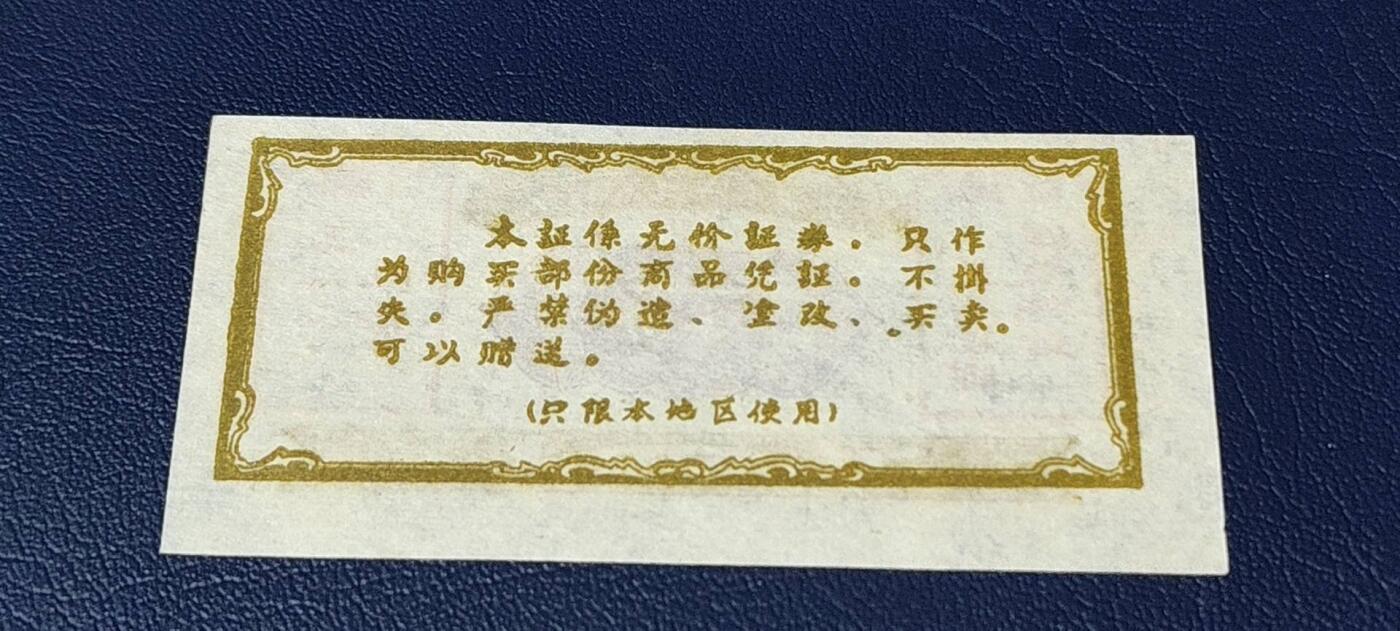 本証係无价証券。只作
为购买部份商品凭証。不掛
失。严禁伪造、塗改、买卖。
可以赠送。
(只限本地区使用)